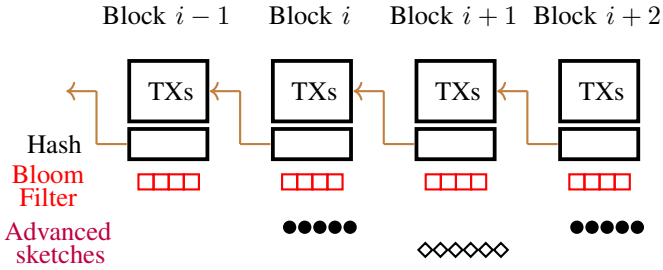 Block i − 1 Block i Block i + 1 Block i + 2
TXs TXs TXs TXs
Hash
Bloom
Filter
Advanced
sketches